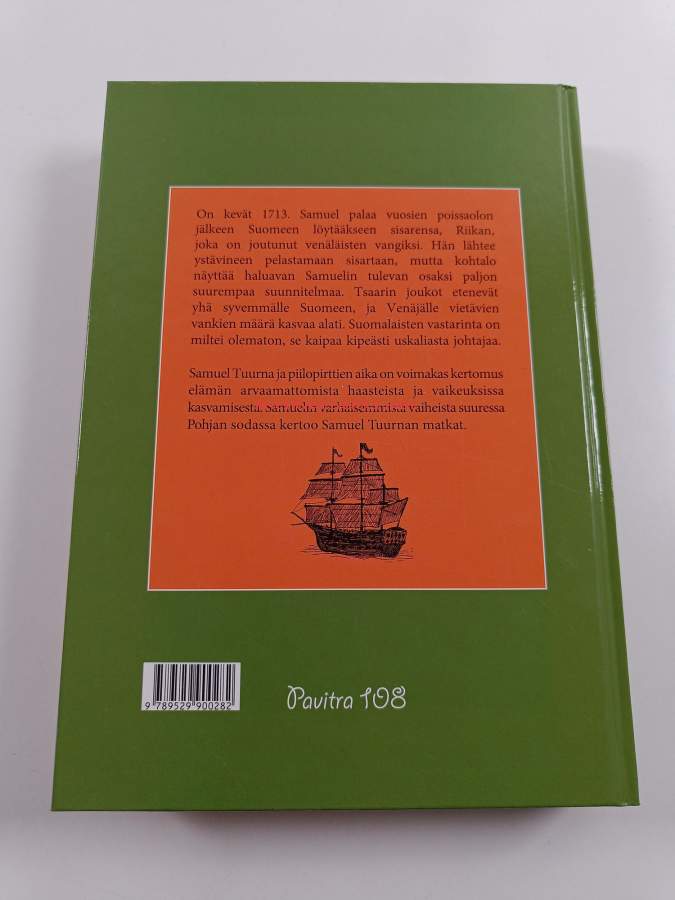 On kevät 1713. Samuel palaa vuosien poissaolon
jälkeen Suomeen löytääkseen sisarensa, Riikan,
joka on joutunut venäläisten vangiksi. Hän lähtee
ystävineen pelastamaan sisartaan, mutta kohtalo
näyttää haluavan Samuelin tulevan osaksi paljon
suurempaa suunnitelmaa. Tsaarin joukot etenevät
yhä syvemmälle Suomeen, ja Venäjälle vietävien
vankien määrä kasvaa alati. Suomalaisten vastarinta on
miltei olematon, se kaipaa kipeästi uskaliasta johtajaa.
Samuel Tuurna ja piilopirttien aika on voimakas kertomus
elämän arvaamattomista haasteista ja vaikeuksissa
kasvamisesta. Samuelin varhaisemmista vaiheista suuressa
Pohjan sodassa kertoo Samuel Tuurnan matkat.
9 789529 900282
Pavitra 108